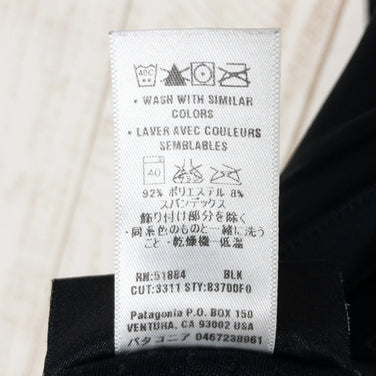 40C
• WASH WITH SIMILAR
COLORS
• LAVER AVEC COULEURS
SEMBLABLES
40
92% ポリエステル 8%
スパンデックス
飾り付け部分を除く
・同系色のものと一緒に洗う
こと・乾燥機一低温
RN:51884 BLK
CUT:3311 STY:83700F0
Patagonia P.O. BOX 150
VENTURA, CA 93002 USA
パタゴニア 0467238961